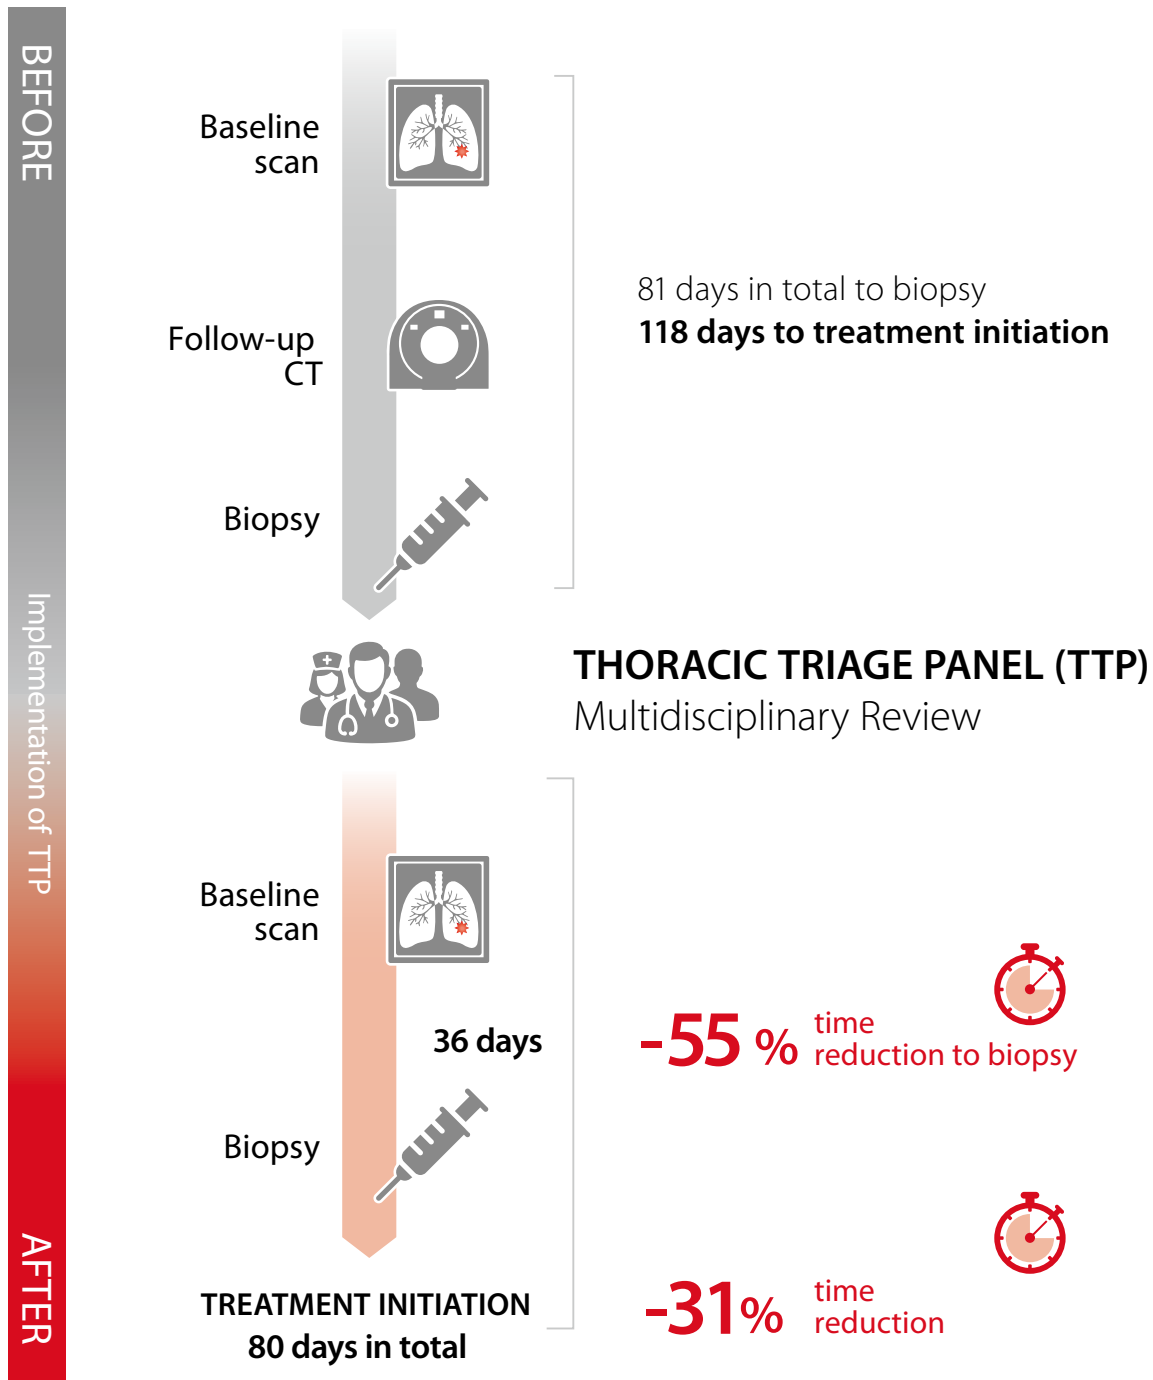 BEFORE
Baseline
scan
Follow-up
CT
81 days in total to biopsy
118 days to treatment initiation
Biopsy
Implementation of TTP
THORACIC TRIAGE PANEL (TTP)
Multidisciplinary Review
Baseline
scan
36 days
-55 % time
reduction to biopsy
Biopsy
AFTER
TREATMENT INITIATION
80 days in total
-31% time
reduction